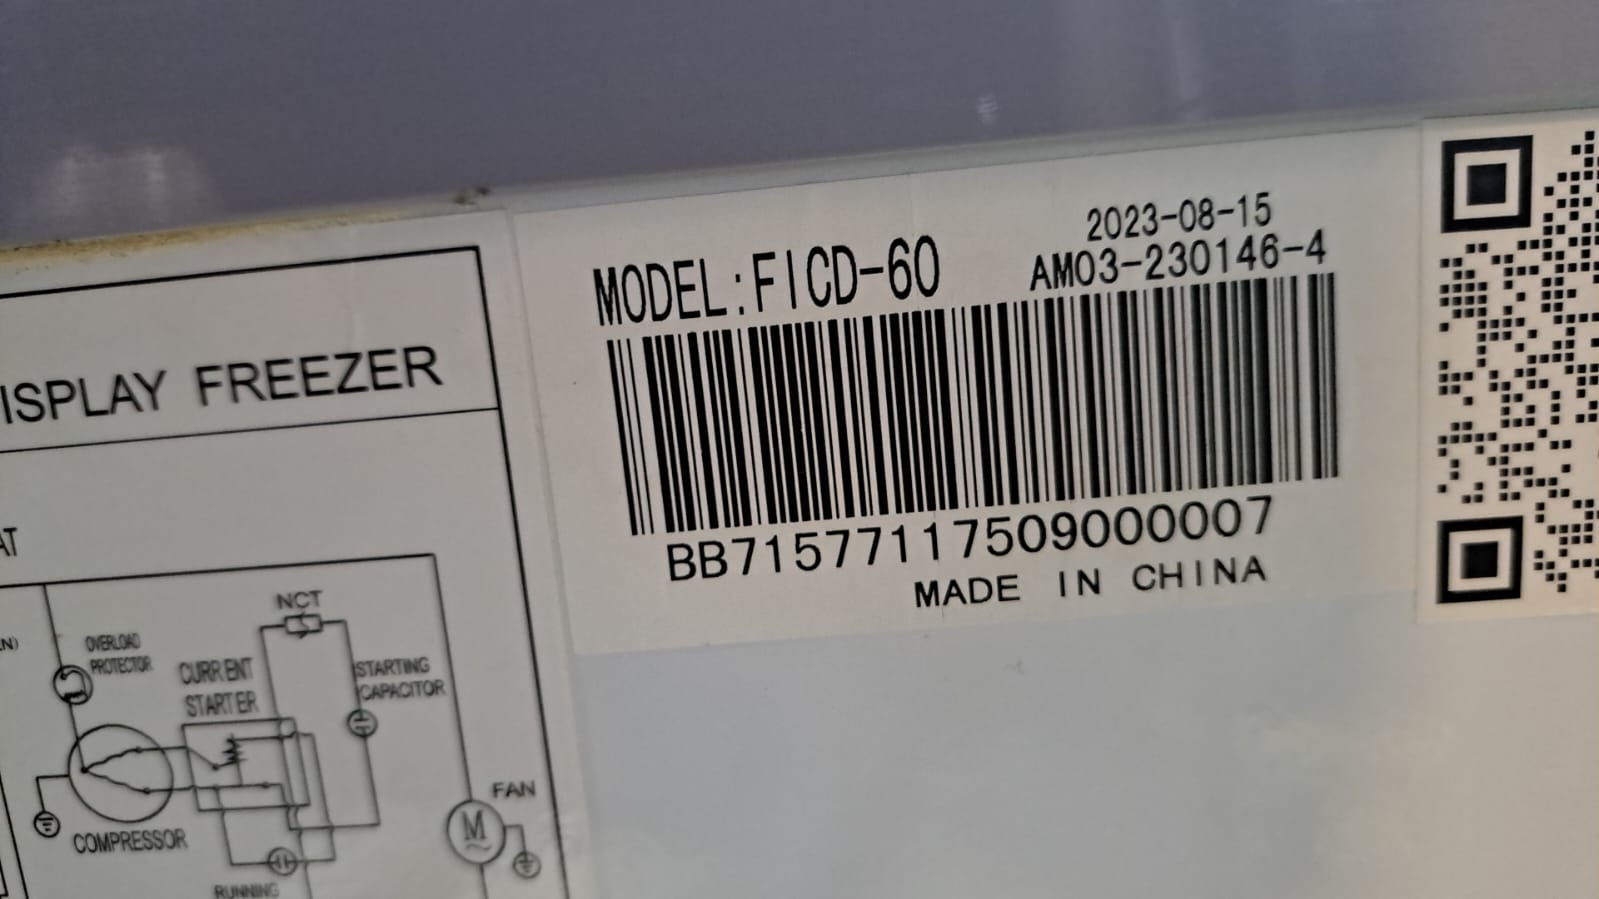 ISPLAY FREEZER
AT
N)
OVERLOAD
PROTECTOR
CURRENT
STARTER
NCT
STARTING
CAPACITOR
COMPRESSOR
RUNNING
FAN
M
MODEL:FICD-60
2023-08-15
AM03-230146-4
BB71577117509000007
MADE IN CHINA